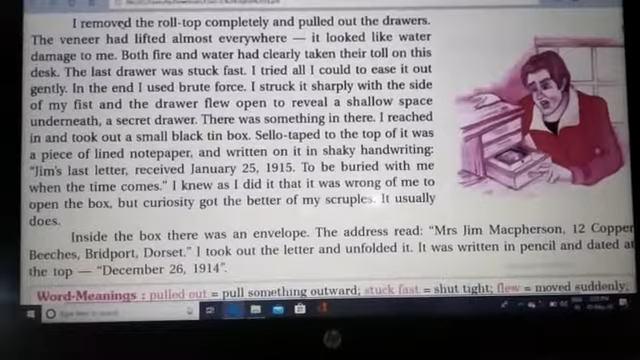 I removed the roll-top completely and pulled out the drawers.
The veneer had lifted almost everywhere — it looked like water
damage to me. Both fire and water had clearly taken their toll on this
desk. The last drawer was stuck fast. I tried all I could to ease it out
gently. In the end I used brute force. I struck it sharply with the side
of my fist and the drawer flew open to reveal a shallow space
underneath, a secret drawer. There was something in there. I reached
in and took out a small black tin box. Sello-taped to the top of it was
a piece of lined notepaper, and written on it in shaky handwriting:
“Jim's last letter, received January 25, 1915. To be buried with me
when the time comes.” I knew as I did it that it was wrong of me to
open the box, but curiosity got the better of my scruples. It usually
does.
Inside the box there was an envelope. The address read: “Mrs Jim Macpherson, 12 Copper
Beeches, Bridport, Dorset.” I took out the letter and unfolded it. It was written in pencil and dated at
the top — “December 26, 1914”.
Word-Meanings : pulled out = pull something outward; stuck fast = shut tight; flew = moved suddenly,